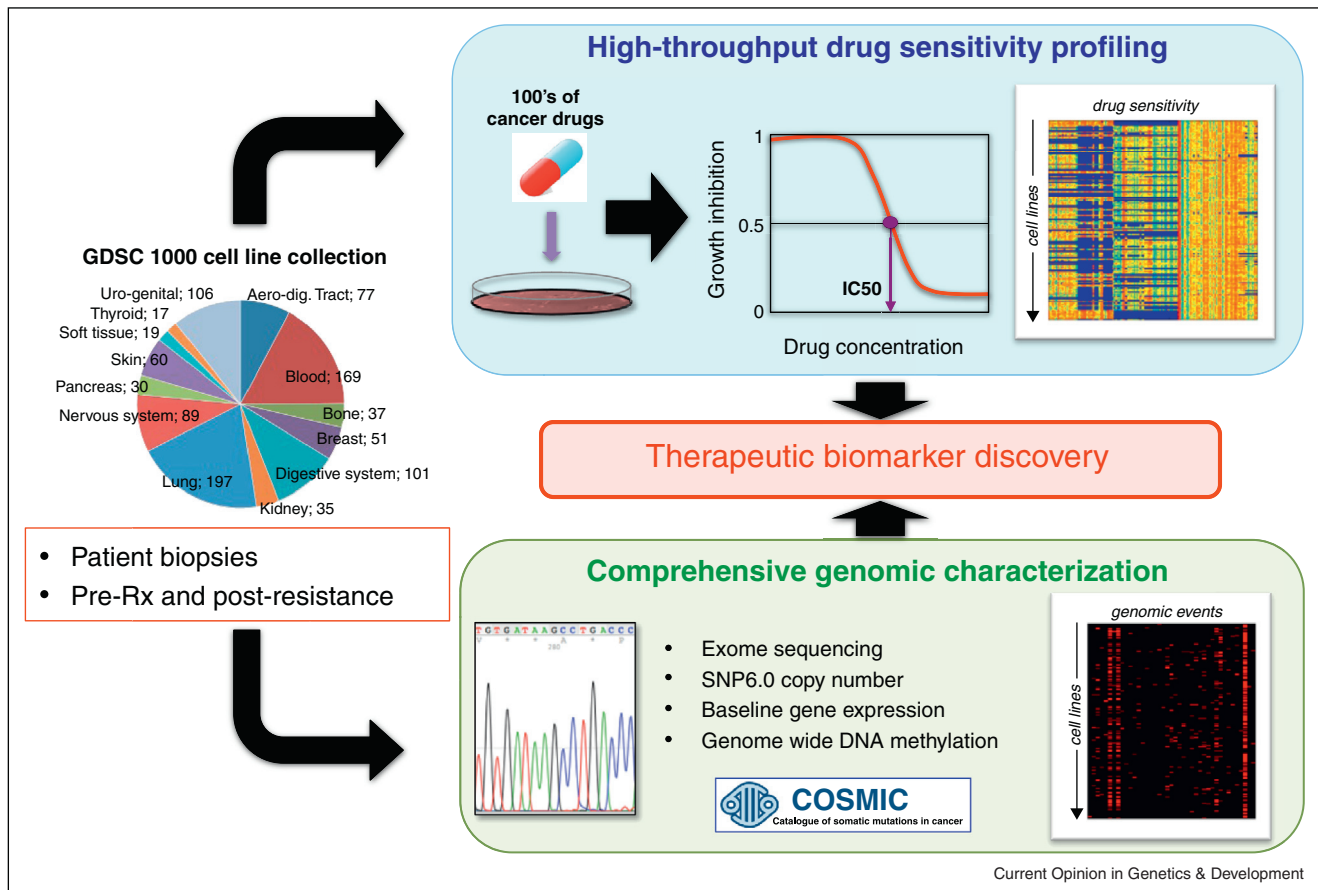 High-throughput drug sensitivity profiling
100's of
cancer drugs
Growth inhibition
1
0.5
0
IC50
Drug concentration
drug sensitivity
cell lines
GDSC 1000 cell line collection
Uro-genital; 106
Aero-dig. Tract; 77
Thyroid; 17
Soft tissue; 19
Skin; 60
Blood; 169
Pancreas; 30
Nervous system; 89
Bone; 37
Breast; 51
Lung; 197
Digestive system; 101
Kidney; 35
Therapeutic biomarker discovery
• Patient biopsies
• Pre-Rx and post-resistance
Comprehensive genomic characterization
TGTGATAAGCCTGACCC
V * * A * P
280
• Exome sequencing
• SNP6.0 copy number
• Baseline gene expression
• Genome wide DNA methylation
COSMIC
Catalogue of somatic mutations in cancer
genomic events
cell lines
Current Opinion in Genetics & Development